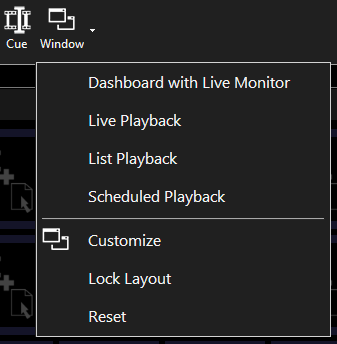 Cue Window
Dashboard with Live Monitor
Live Playback
List Playback
Scheduled Playback
Customize
Lock Layout
Reset